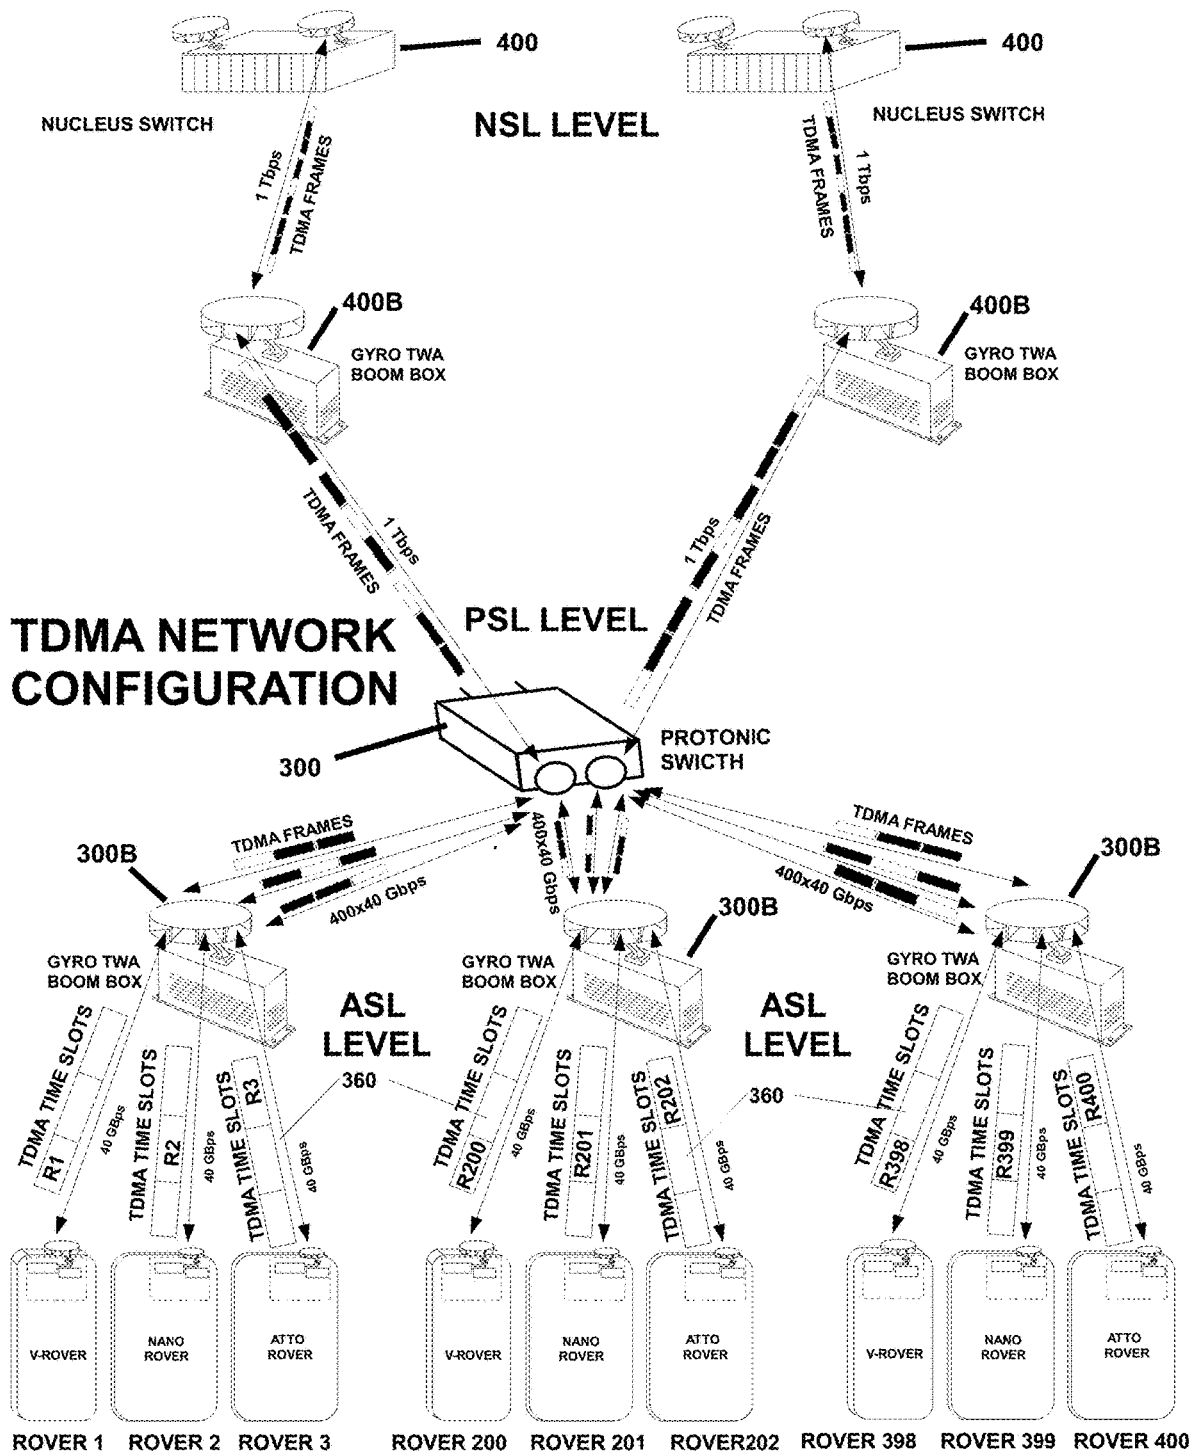 400
400
NUCLEUS SWITCH
NSL LEVEL
NUCLEUS SWITCH
1 Tbps
TDMA FRAMES
TDMA FRAMES
1 Tbps
400B
400B
GYRO TWA
BOOM BOX
GYRO TWA
BOOM BOX
TDMA FRAMES
1 Tbps
1 Tbps
TDMA FRAMES
PSL LEVEL
TDMA NETWORK
CONFIGURATION
300
PROTONIC
SWICTH
TDMA FRAMES
400x40 Gbps
400x40 Gbps
TDMA FRAMES
400x40 Gbps
300B
300B
300B
GYRO TWA
BOOM BOX
GYRO TWA
BOOM BOX
ASL
LEVEL
ASL
LEVEL
360
360
TDMA TIME SLOTS
R1
40 GBps
TDMA TIME SLOTS
R2
40 GBps
TDMA TIME SLOTS
R3
40 GBps
TDMA TIME SLOTS
R200
40 GBps
TDMA TIME SLOTS
R201
40 GBps
TDMA TIME SLOTS
R202
40 GBps
TDMA TIME SLOTS
R398
40 GBps
TDMA TIME SLOTS
R399
40 GBps
TDMA TIME SLOTS
R400
40 GBps
V-ROVER
NANO
ROVER
ATTO
ROVER
V-ROVER
NANO
ROVER
ATTO
ROVER
V-ROVER
NANO
ROVER
ATTO
ROVER
ROVER 1
ROVER 2
ROVER 3
ROVER 200
ROVER 201
ROVER202
ROVER 398
ROVER 399
ROVER 400